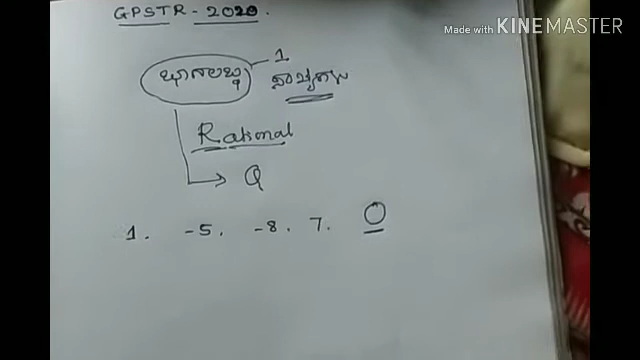 GPSTR - 2020.
Made with KINEMASTER
1
ಭಾಗಲಬ್ಧ
Rational
Q
1. -5. -8. 7. 0